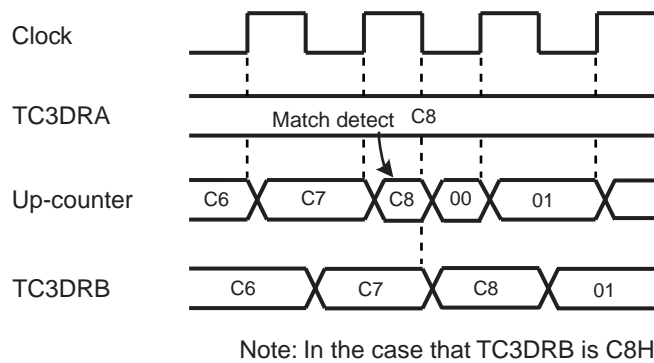 Clock
TC3DRA
Match detect C8
Up-counter C6 C7 C8 00 01
TC3DRB C6 C7 C8 01
Note: In the case that TC3DRB is C8H